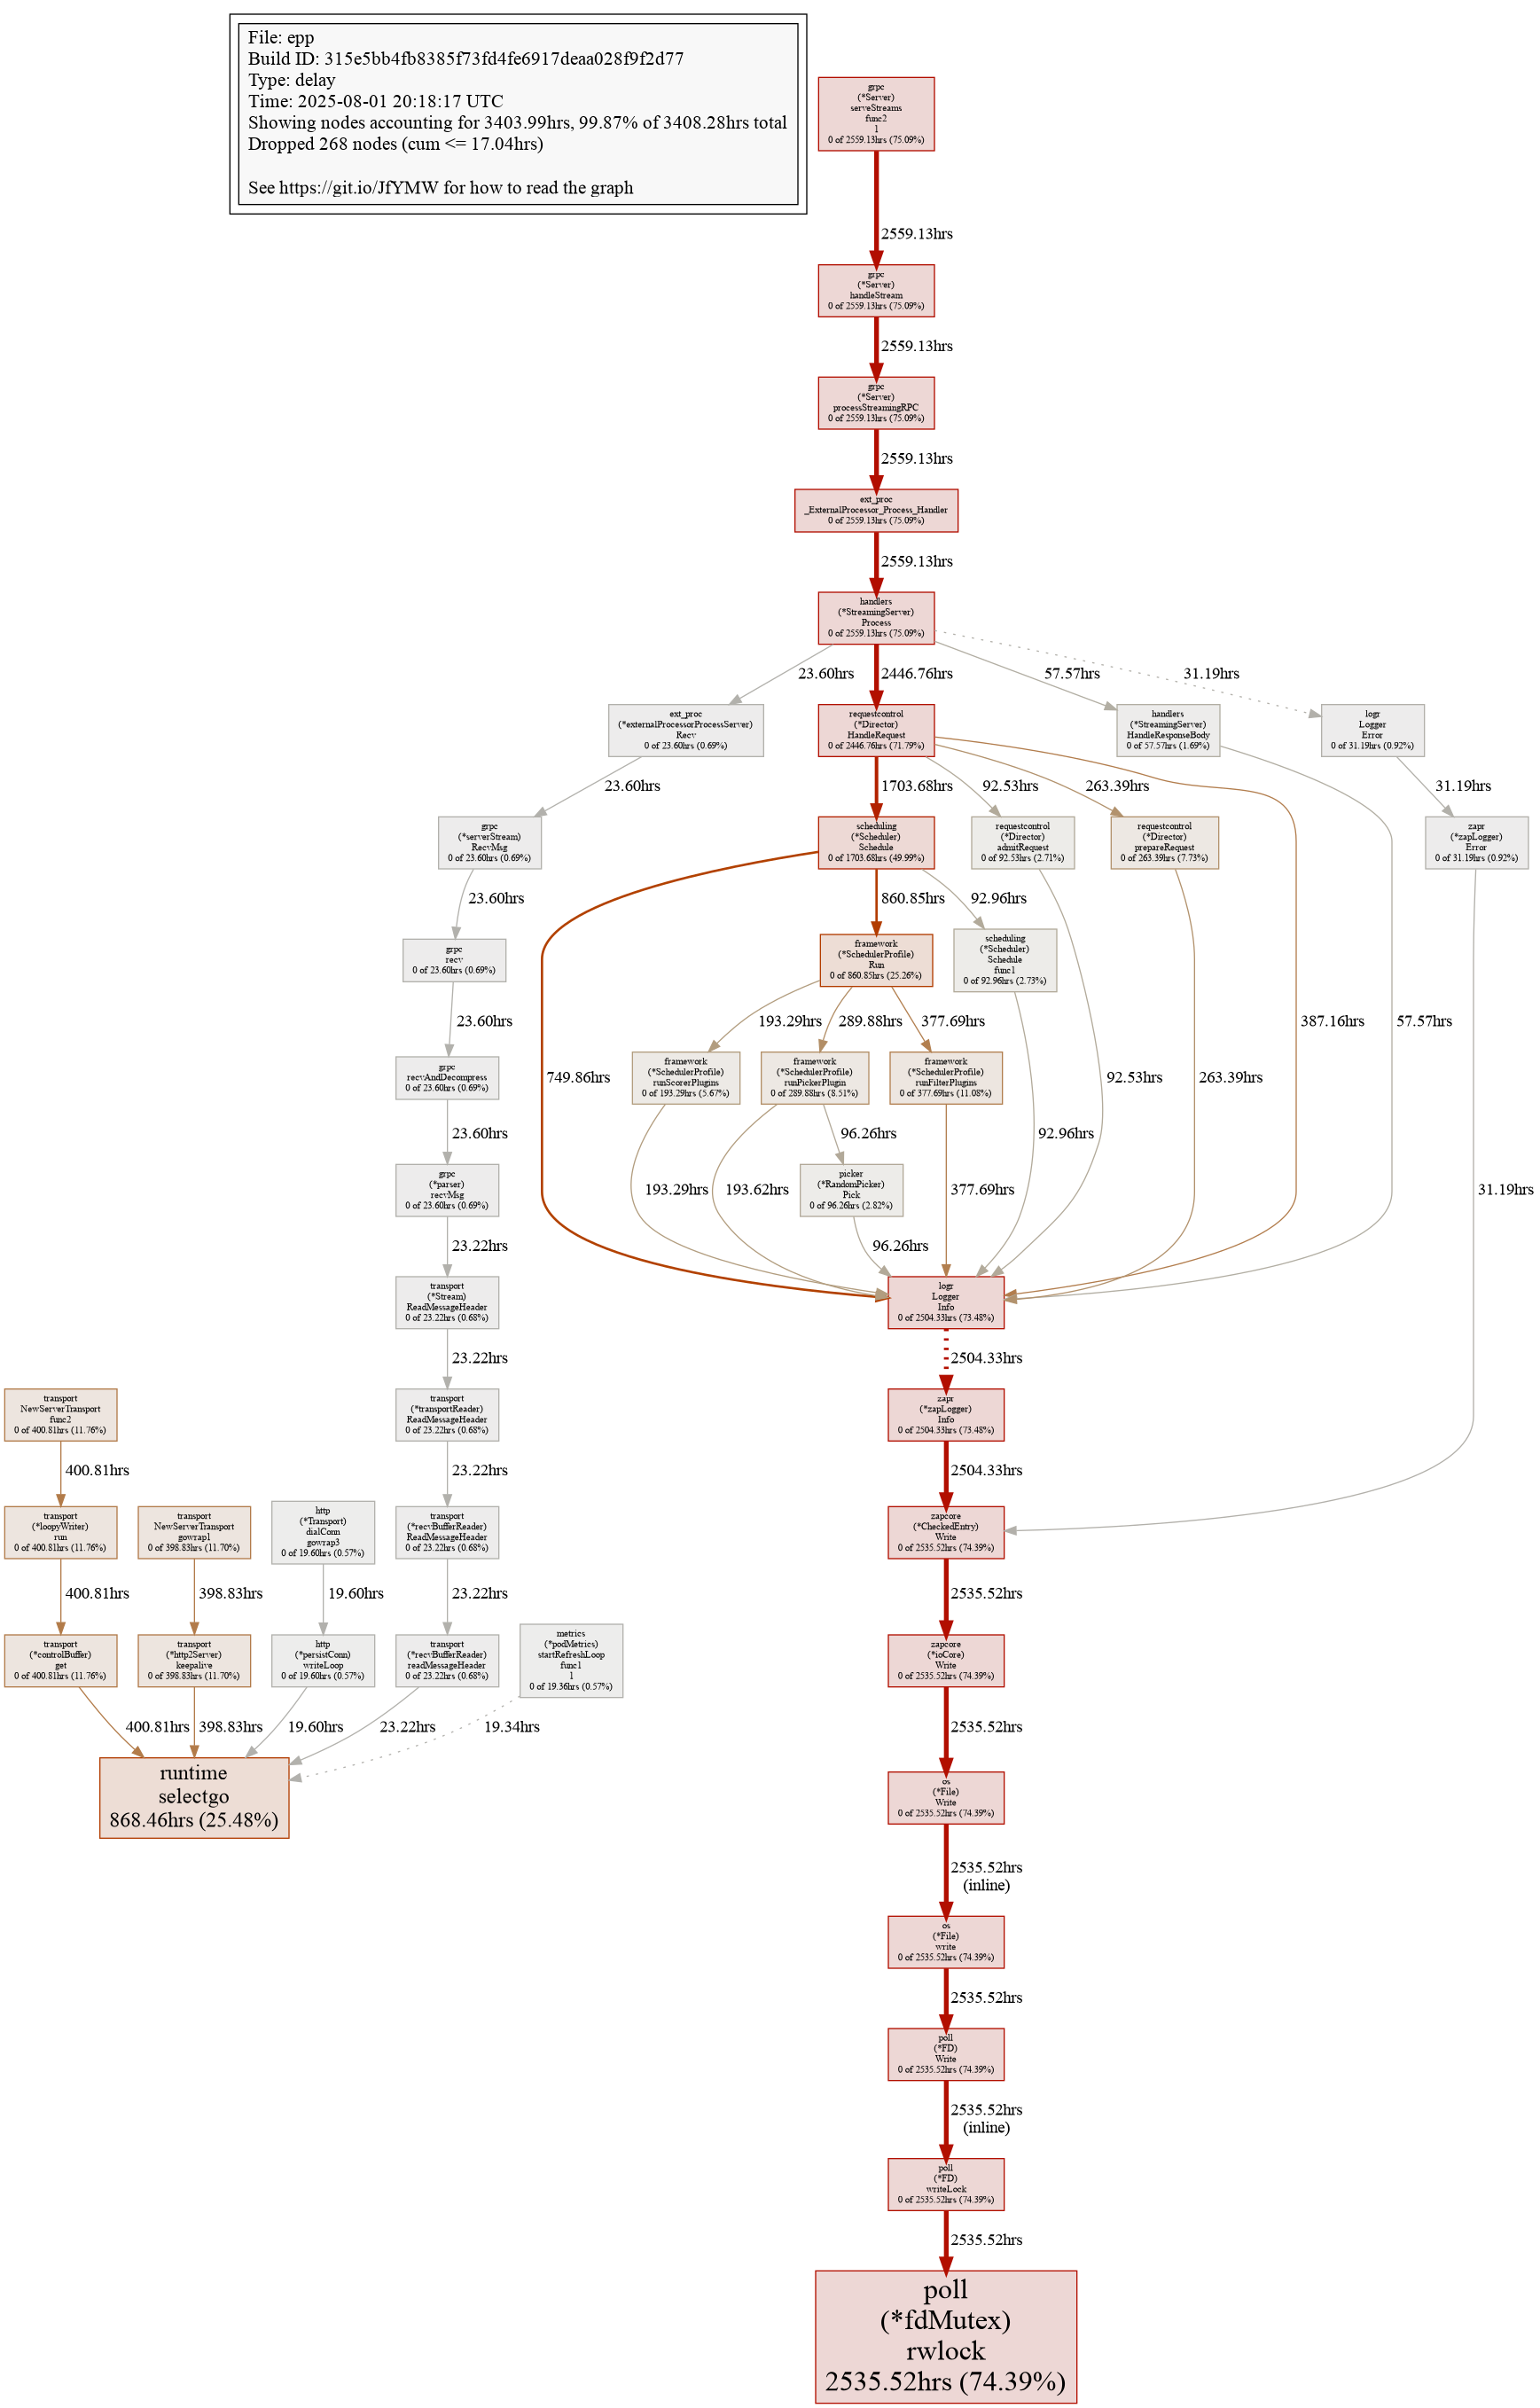 File: epp
Build ID: 315e5bb4fb8385f73fd4fe6917deaa028f9f2d77
Type: delay
Time: 2025-08-01 20:18:17 UTC
Showing nodes accounting for 3403.99hrs, 99.87% of 3408.28hrs total
Dropped 268 nodes (cum <= 17.04hrs)
See https://git.io/JfYMW for how to read the graph
grpc
(*Server)
serveStreams
func2
1
0 of 2559.13hrs (75.09%)
2559.13hrs
grpc
(*Server)
handleStream
0 of 2559.13hrs (75.09%)
2559.13hrs
grpc
(*Server)
processStreamingRPC
0 of 2559.13hrs (75.09%)
2559.13hrs
ext_proc
_ExternalProcessor_Process_Handler
0 of 2559.13hrs (75.09%)
2559.13hrs
handlers
(*StreamingServer)
Process
0 of 2559.13hrs (75.09%)
23.60hrs
2446.76hrs
57.57hrs
31.19hrs
ext_proc
(*externalProcessorProcessServer)
Recv
0 of 23.60hrs (0.69%)
requestcontrol
(*Director)
HandleRequest
0 of 2446.76hrs (71.79%)
handlers
(*StreamingServer)
HandleResponseBody
0 of 57.57hrs (1.69%)
logr
Logger
Error
0 of 31.19hrs (0.92%)
23.60hrs
1703.68hrs
92.53hrs
263.39hrs
31.19hrs
grpc
(*serverStream)
RecvMsg
0 of 23.60hrs (0.69%)
scheduling
(*Scheduler)
Schedule
0 of 1703.68hrs (49.99%)
requestcontrol
(*Director)
admitRequest
0 of 92.53hrs (2.71%)
requestcontrol
(*Director)
prepareRequest
0 of 263.39hrs (7.73%)
zapr
(*zapLogger)
Error
0 of 31.19hrs (0.92%)
23.60hrs
860.85hrs
92.96hrs
grpc
recv
0 of 23.60hrs (0.69%)
framework
(*SchedulerProfile)
Run
0 of 860.85hrs (25.26%)
scheduling
(*Scheduler)
Schedule
func1
0 of 92.96hrs (2.73%)
23.60hrs
193.29hrs
289.88hrs
377.69hrs
387.16hrs
57.57hrs
grpc
recvAndDecompress
0 of 23.60hrs (0.69%)
749.86hrs
framework
(*SchedulerProfile)
runScorerPlugins
0 of 193.29hrs (5.67%)
framework
(*SchedulerProfile)
runPickerPlugin
0 of 289.88hrs (8.51%)
framework
(*SchedulerProfile)
runFilterPlugins
0 of 377.69hrs (11.08%)
92.53hrs
263.39hrs
23.60hrs
96.26hrs
92.96hrs
grpc
(*parser)
recvMsg
0 of 23.60hrs (0.69%)
193.29hrs
193.62hrs
picker
(*RandomPicker)
Pick
0 of 96.26hrs (2.82%)
377.69hrs
31.19hrs
23.22hrs
96.26hrs
transport
(*Stream)
ReadMessageHeader
0 of 23.22hrs (0.68%)
logr
Logger
Info
0 of 2504.33hrs (73.48%)
23.22hrs
2504.33hrs
transport
NewServerTransport
func2
0 of 400.81hrs (11.76%)
transport
(*transportReader)
ReadMessageHeader
0 of 23.22hrs (0.68%)
zapr
(*zapLogger)
Info
0 of 2504.33hrs (73.48%)
400.81hrs
23.22hrs
2504.33hrs
transport
(*loopyWriter)
run
0 of 400.81hrs (11.76%)
transport
NewServerTransport
gowrap1
0 of 398.83hrs (11.70%)
http
(*Transport)
dialConn
gowrap3
0 of 19.60hrs (0.57%)
transport
(*recvBufferReader)
ReadMessageHeader
0 of 23.22hrs (0.68%)
zapcore
(*CheckedEntry)
Write
0 of 2535.52hrs (74.39%)
400.81hrs
398.83hrs
19.60hrs
23.22hrs
2535.52hrs
transport
(*controlBuffer)
get
0 of 400.81hrs (11.76%)
transport
(*http2Server)
keepalive
0 of 398.83hrs (11.70%)
http
(*persistConn)
writeLoop
0 of 19.60hrs (0.57%)
transport
(*recvBufferReader)
readMessageHeader
0 of 23.22hrs (0.68%)
metrics
(*podMetrics)
startRefreshLoop
func1
1
0 of 19.36hrs (0.57%)
zapcore
(*ioCore)
Write
0 of 2535.52hrs (74.39%)
400.81hrs
398.83hrs
19.60hrs
23.22hrs
19.34hrs
2535.52hrs
runtime
selectgo
868.46hrs (25.48%)
os
(*File)
Write
0 of 2535.52hrs (74.39%)
2535.52hrs
(inline)
os
(*File)
write
0 of 2535.52hrs (74.39%)
2535.52hrs
poll
(*FD)
Write
0 of 2535.52hrs (74.39%)
2535.52hrs
(inline)
poll
(*FD)
writeLock
0 of 2535.52hrs (74.39%)
2535.52hrs
poll
(*fdMutex)
rwlock
2535.52hrs (74.39%)